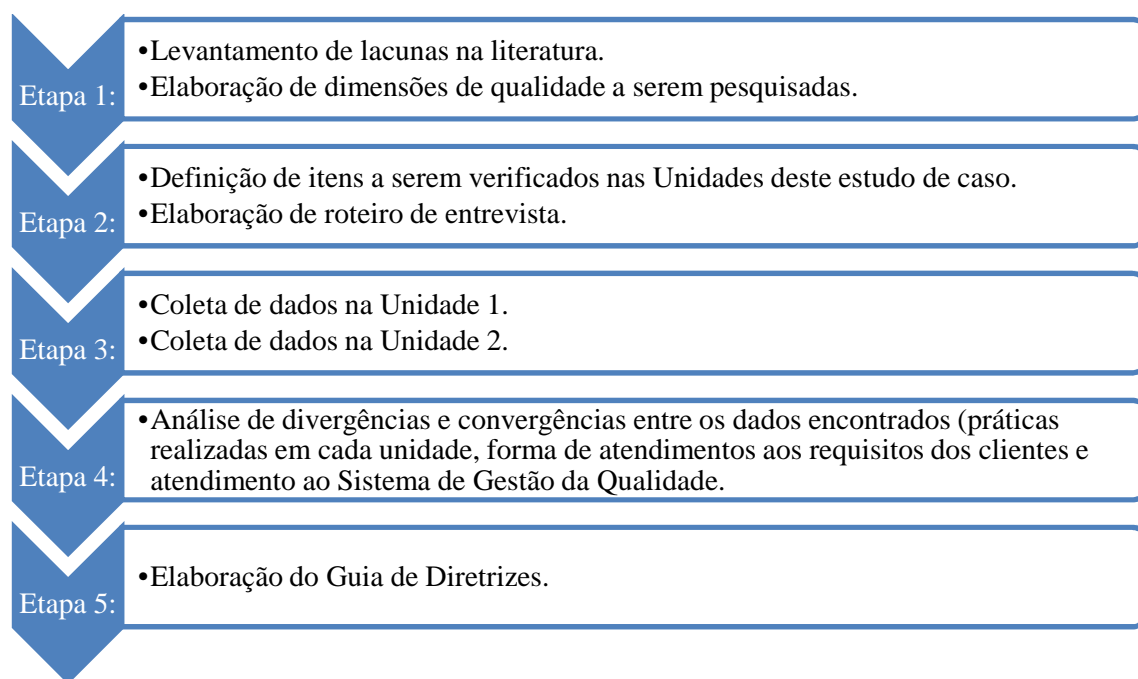 •Levantamento de lacunas na literatura.
Etapa 1: •Elaboração de dimensões de qualidade a serem pesquisadas.
•Definição de itens a serem verificados nas Unidades deste estudo de caso.
Etapa 2: •Elaboração de roteiro de entrevista.
•Coleta de dados na Unidade 1.
Etapa 3: •Coleta de dados na Unidade 2.
•Análise de divergências e convergências entre os dados encontrados (práticas
realizadas em cada unidade, forma de atendimentos aos requisitos dos clientes e
Etapa 4: atendimento ao Sistema de Gestão da Qualidade.
•Elaboração do Guia de Diretrizes.
Etapa 5: